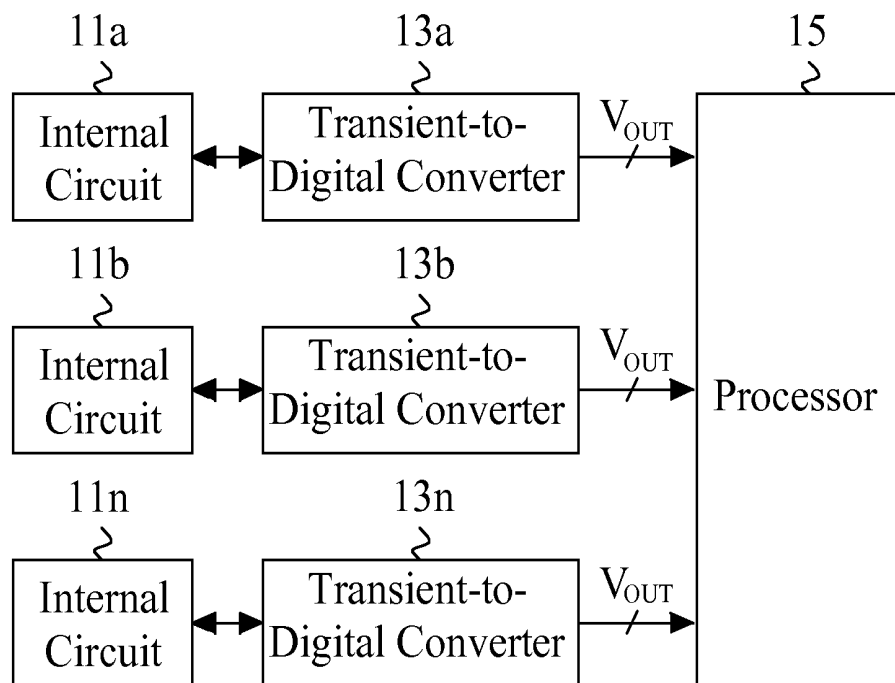 11a 13a 15
Internal Circuit
Transient-to-Digital Converter
VOUT
11b 13b
Internal Circuit
Transient-to-Digital Converter
VOUT
Processor
11n 13n
Internal Circuit
Transient-to-Digital Converter
VOUT